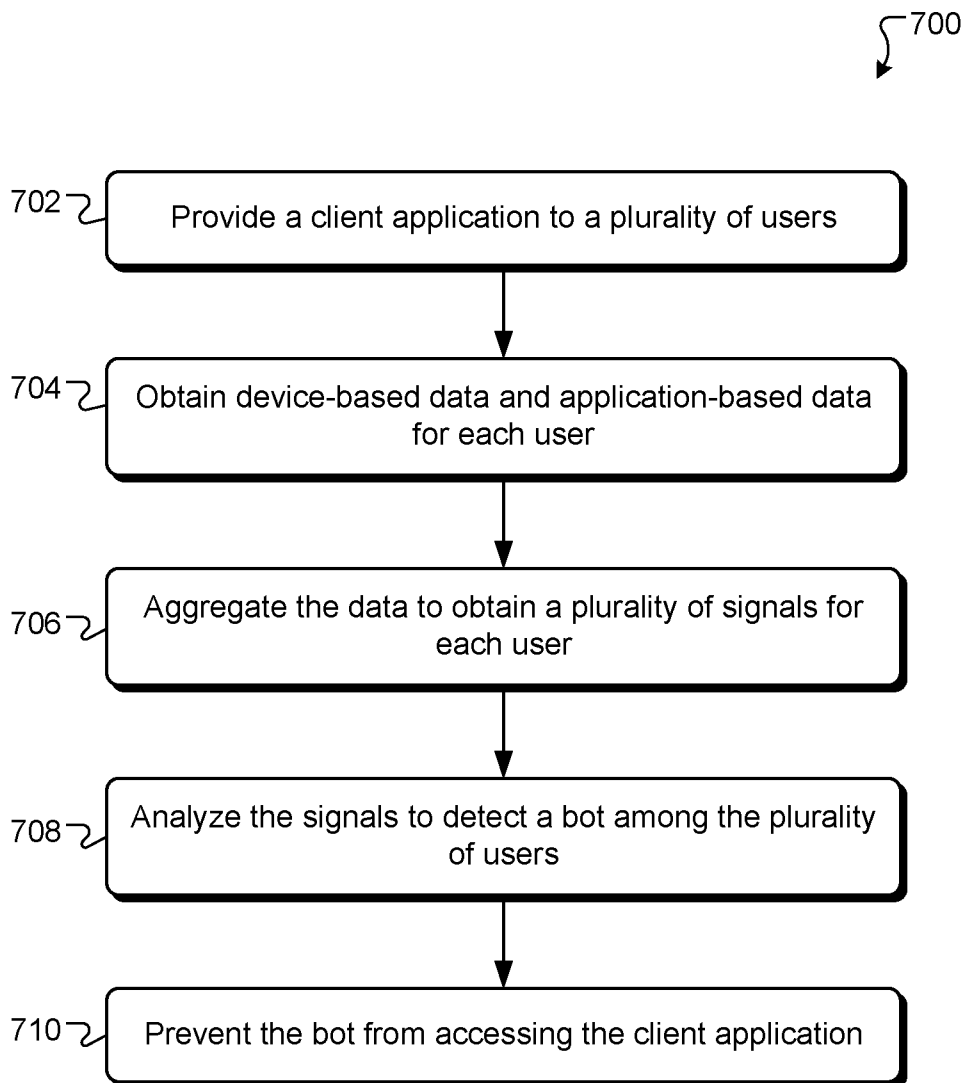 700
702
Provide a client application to a plurality of users
704
Obtain device-based data and application-based data
for each user
706
Aggregate the data to obtain a plurality of signals for
each user
708
Analyze the signals to detect a bot among the plurality
of users
710
Prevent the bot from accessing the client application